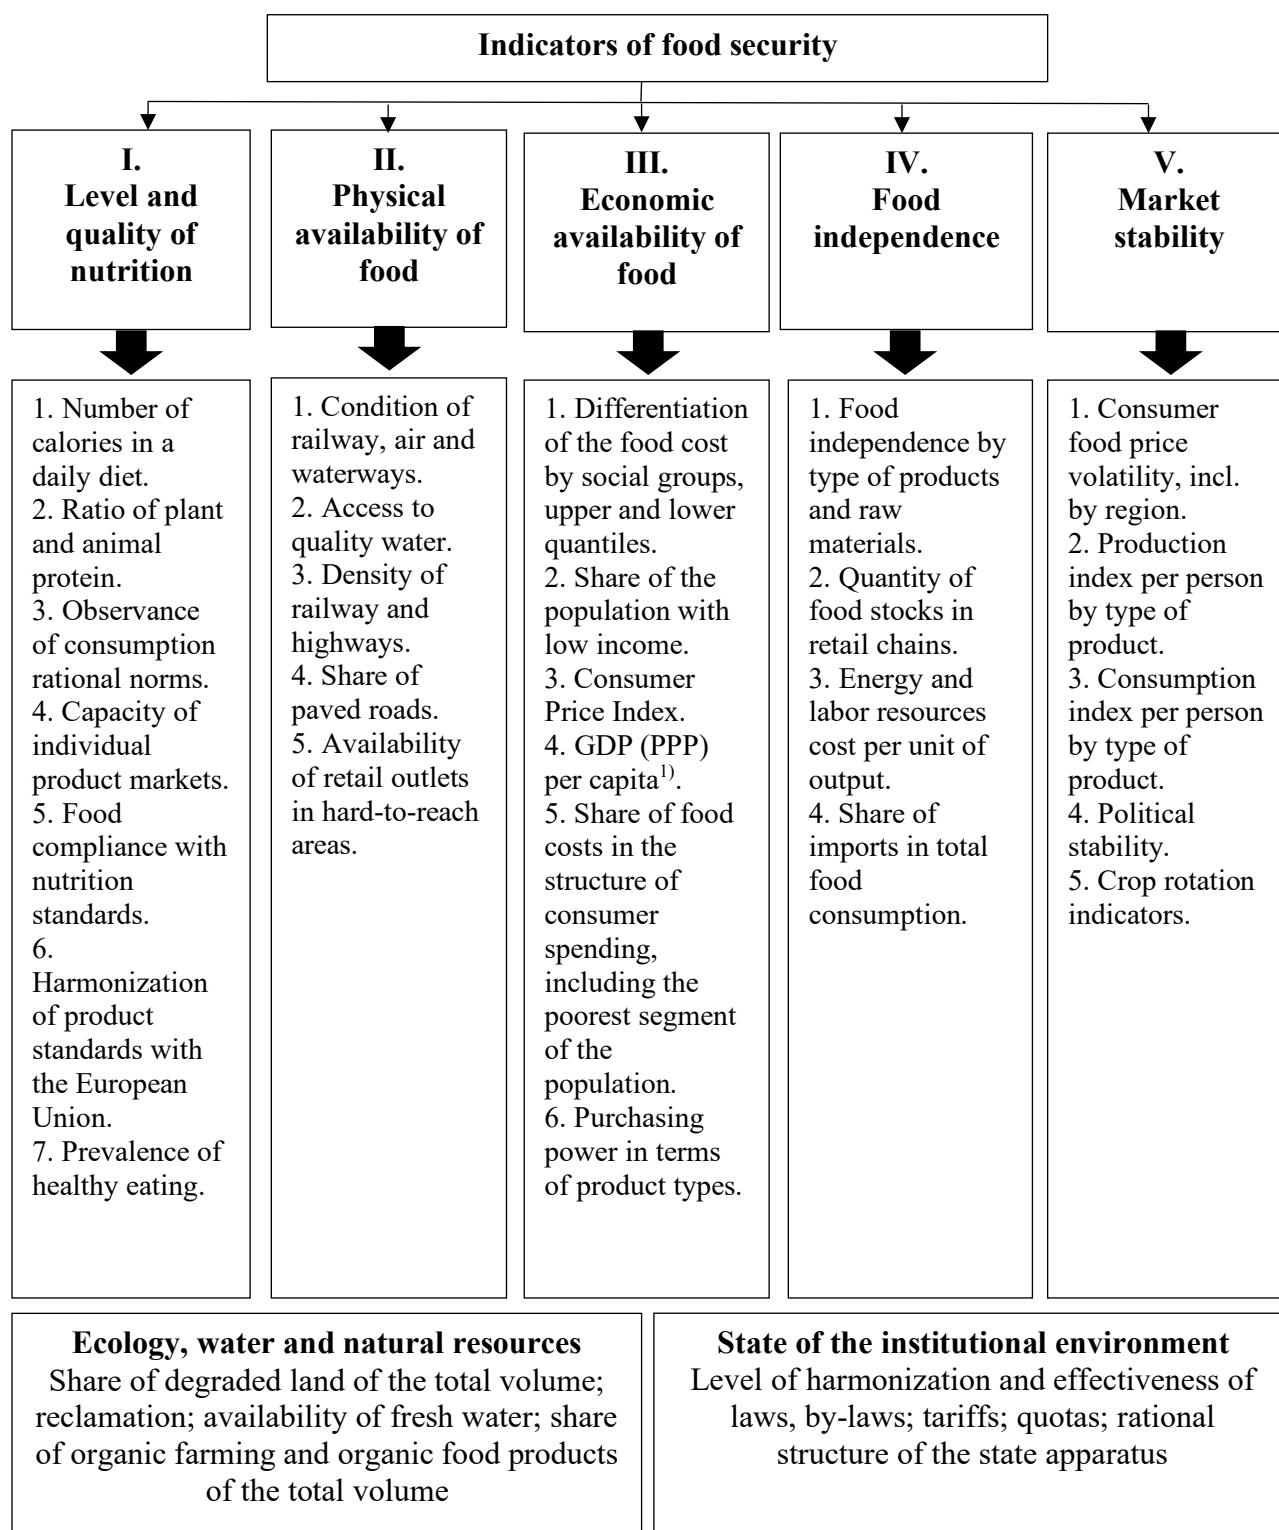 Indicators of food security
I.
Level and
quality of
nutrition
II.
Physical
availability of
food
III.
Economic
availability of
food
IV.
Food
independence
V.
Market
stability
1. Number of
calories in a
daily diet.
2. Ratio of plant
and animal
protein.
3. Observance
of consumption
rational norms.
4. Capacity of
individual
product markets.
5. Food
compliance with
nutrition
standards.
6.
Harmonization
of product
standards with
the European
Union.
7. Prevalence of
healthy eating.
1. Condition of
railway, air and
waterways.
2. Access to
quality water.
3. Density of
railway and
highways.
4. Share of
paved roads.
5. Availability
of retail outlets
in hard-to-reach
areas.
1. Differentiation
of the food cost
by social groups,
upper and lower
quantiles.
2. Share of the
population with
low income.
3. Consumer
Price Index.
4. GDP (PPP)
per capita¹⁾.
5. Share of food
costs in the
structure of
consumer
spending,
including the
poorest segment
of the
population.
6. Purchasing
power in terms
of product types.
1. Food
independence by
type of products
and raw
materials.
2. Quantity of
food stocks in
retail chains.
3. Energy and
labor resources
cost per unit of
output.
4. Share of
imports in total
food
consumption.
1. Consumer
food price
volatility, incl.
by region.
2. Production
index per person
by type of
product.
3. Consumption
index per person
by type of
product.
4. Political
stability.
5. Crop rotation
indicators.
Ecology, water and natural resources
Share of degraded land of the total volume;
reclamation; availability of fresh water; share
of organic farming and organic food products
of the total volume
State of the institutional environment
Level of harmonization and effectiveness of
laws, by-laws; tariffs; quotas; rational
structure of the state apparatus